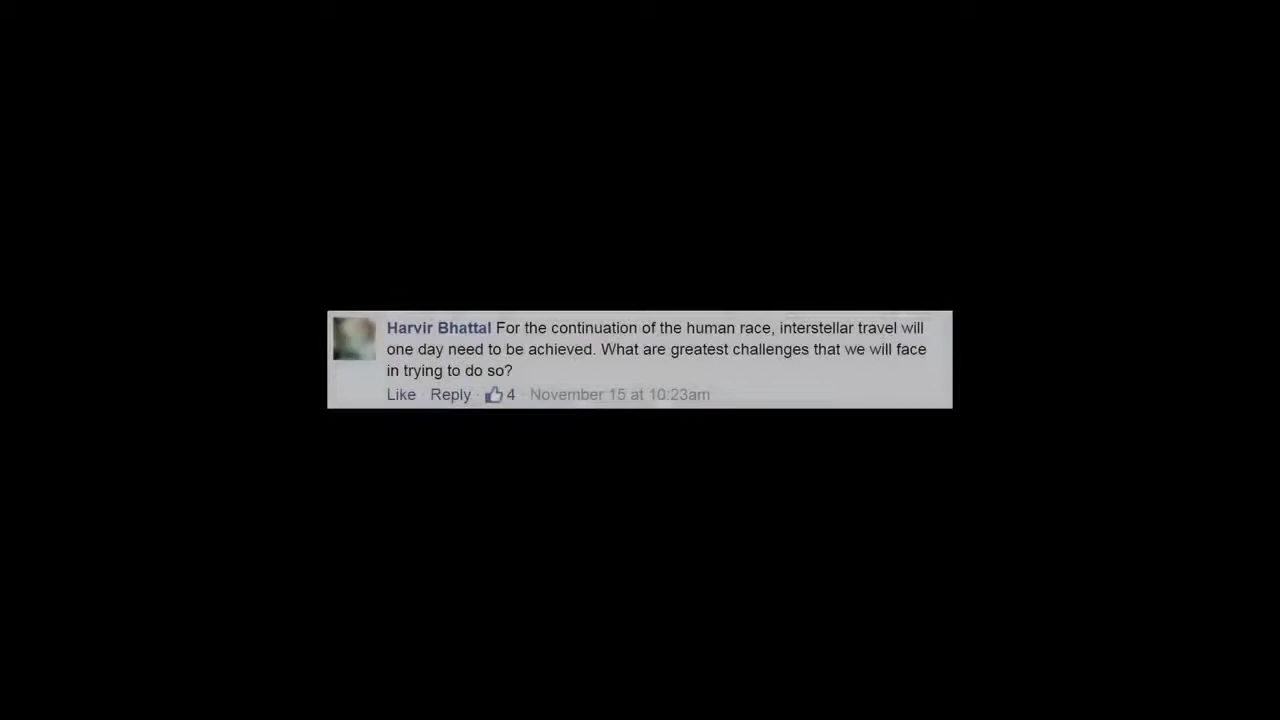 Harvir Bhattal For the continuation of the human race, interstellar travel will
one day need to be achieved. What are greatest challenges that we will face
in trying to do so?
Like · Reply · 4 · November 15 at 10:23am